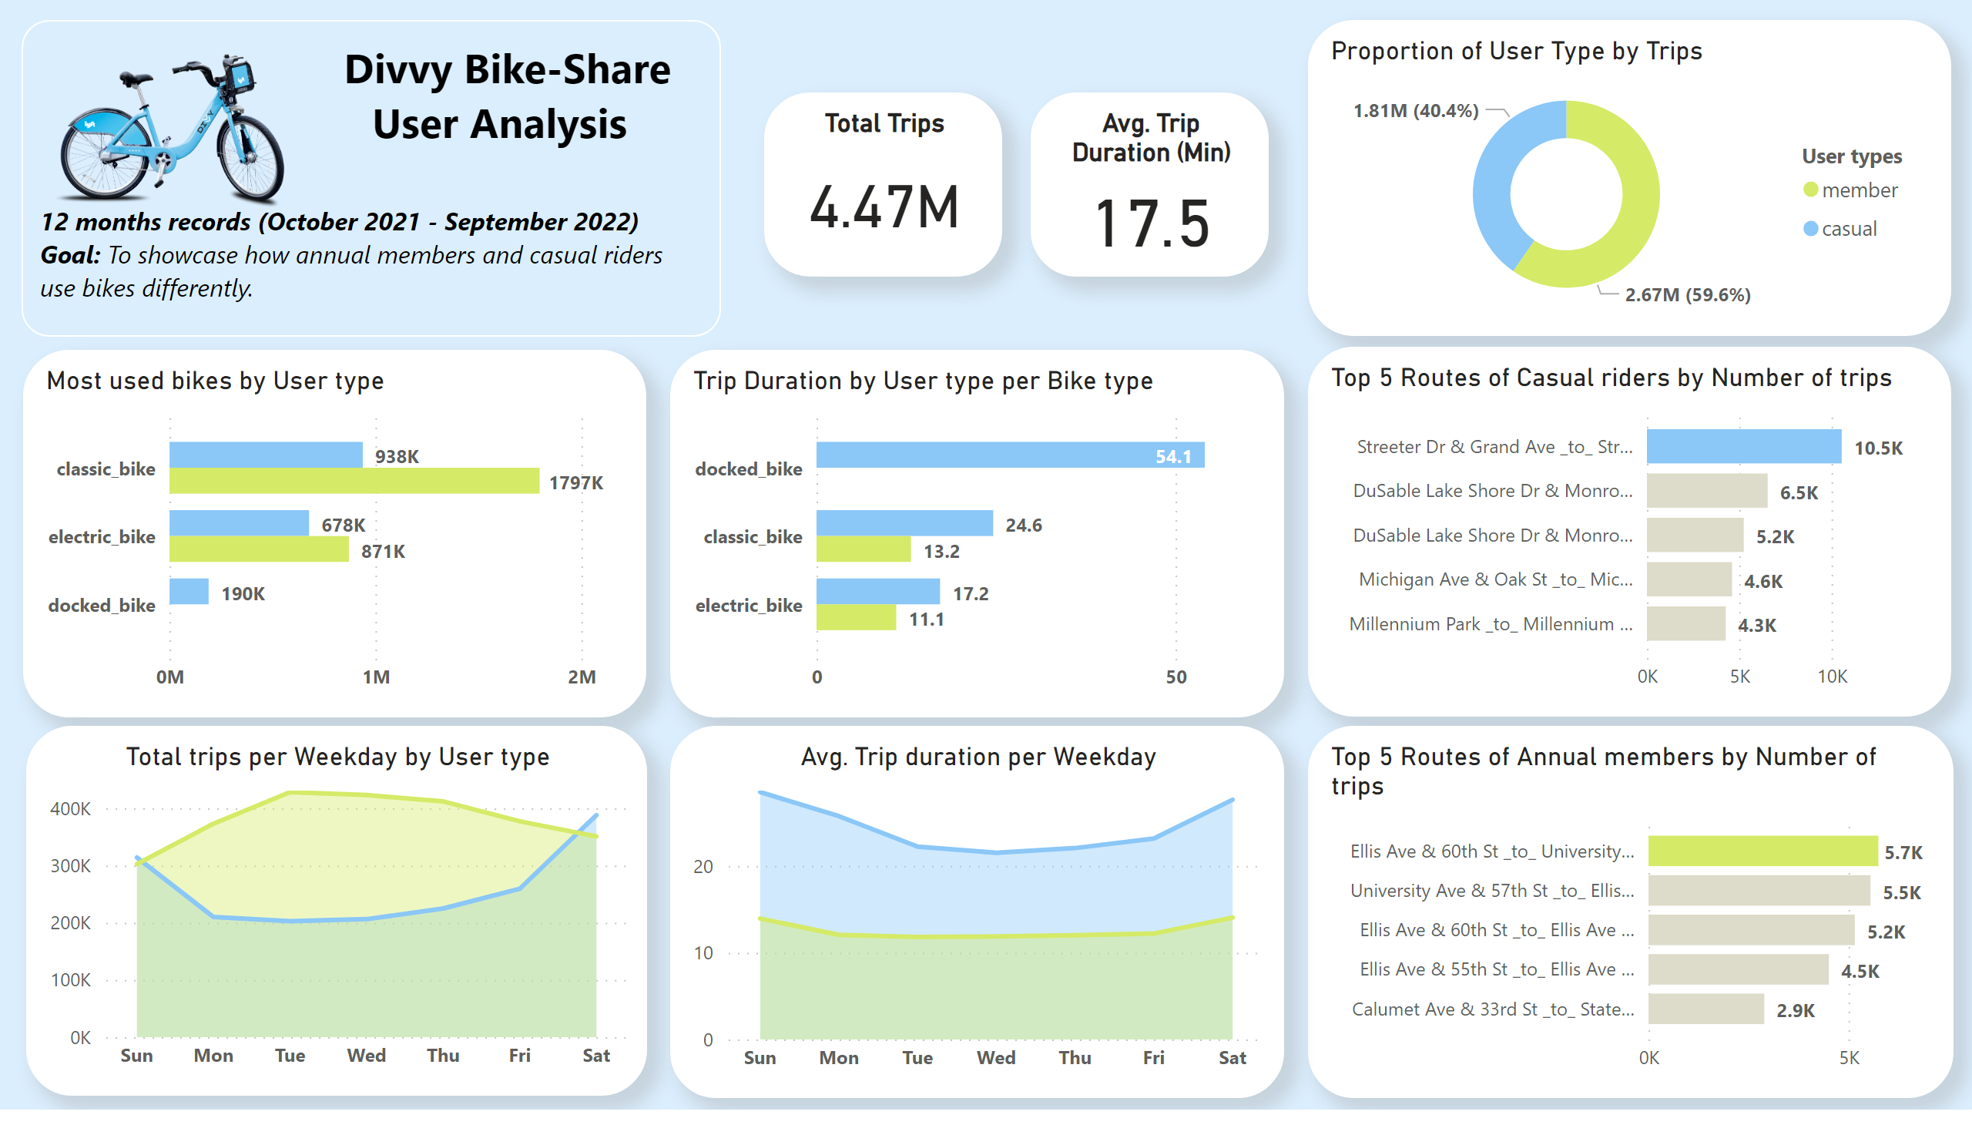 Divvy Bike-Share
User Analysis
12 months records (October 2021 - September 2022)
Goal: To showcase how annual members and casual riders
use bikes differently.
Total Trips
4.47M
Avg. Trip
Duration (Min)
17.5
Proportion of User Type by Trips
1.81M (40.4%)
2.67M (59.6%)
User types
member
casual
Most used bikes by User type
classic_bike
938K
1797K
electric_bike
678K
871K
docked_bike
190K
0M
1M
2M
Trip Duration by User type per Bike type
docked_bike
54.1
classic_bike
24.6
13.2
electric_bike
17.2
11.1
0
50
Top 5 Routes of Casual riders by Number of trips
Streeter Dr & Grand Ave _to_ Str...
10.5K
DuSable Lake Shore Dr & Monro...
6.5K
DuSable Lake Shore Dr & Monro...
5.2K
Michigan Ave & Oak St _to_ Mic...
4.6K
Millennium Park _to_ Millennium ...
4.3K
0K
5K
10K
Total trips per Weekday by User type
400K
300K
200K
100K
0K
Sun
Mon
Tue
Wed
Thu
Fri
Sat
Avg. Trip duration per Weekday
20
10
0
Sun
Mon
Tue
Wed
Thu
Fri
Sat
Top 5 Routes of Annual members by Number of
trips
Ellis Ave & 60th St _to_ University...
5.7K
University Ave & 57th St _to_ Ellis...
5.5K
Ellis Ave & 60th St _to_ Ellis Ave ...
5.2K
Ellis Ave & 55th St _to_ Ellis Ave ...
4.5K
Calumet Ave & 33rd St _to_ State...
2.9K
0K
5K